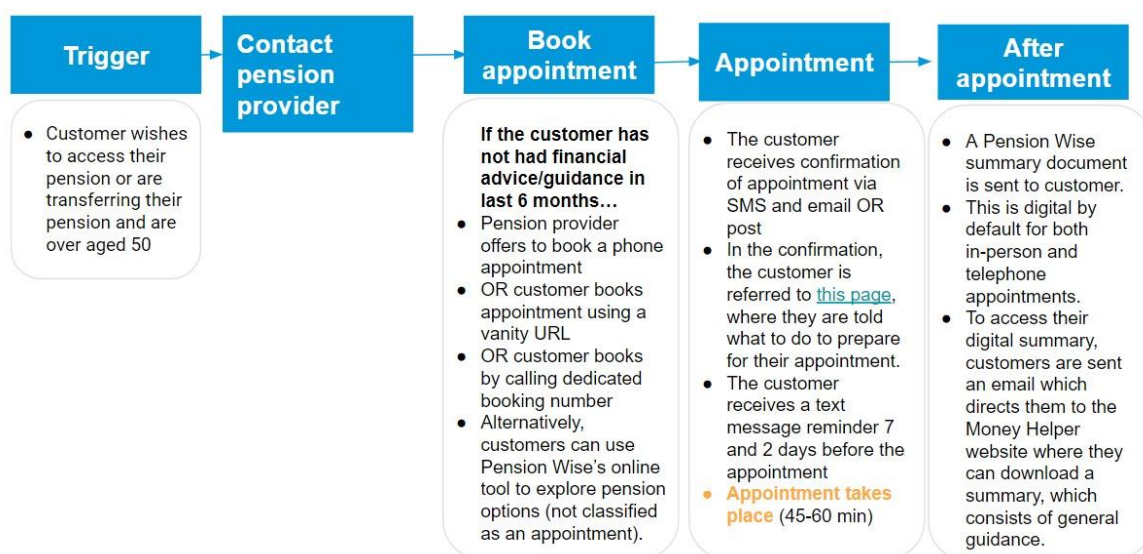 Trigger
Customer wishes
to access their
pension or are
transferring their
pension and are
over aged 50
Contact
pension
provider
Book
appointment
If the customer has
not had financial
advice/guidance in
last 6 months…
● Pension provider
offers to book a phone
appointment
● OR customer books
appointment using a
vanity URL
● OR customer books
by calling dedicated
booking number
● Alternatively,
customers can use
Pension Wise’s online
tool to explore pension
options (not classified
as an appointment).
Appointment
● The customer
receives confirmation
of appointment via
SMS and email OR
post
● In the confirmation,
the customer is
referred to this page,
where they are told
what to do to prepare
for their appointment.
● The customer
receives a text
message reminder 7
and 2 days before the
appointment
● Appointment takes
place (45-60 min)
After
appointment
● A Pension Wise
summary document
is sent to customer.
● This is digital by
default for both
in-person and
telephone
appointments.
● To access their
digital summary,
customers are sent
an email which
directs them to the
Money Helper
website where they
can download a
summary, which
consists of general
guidance.